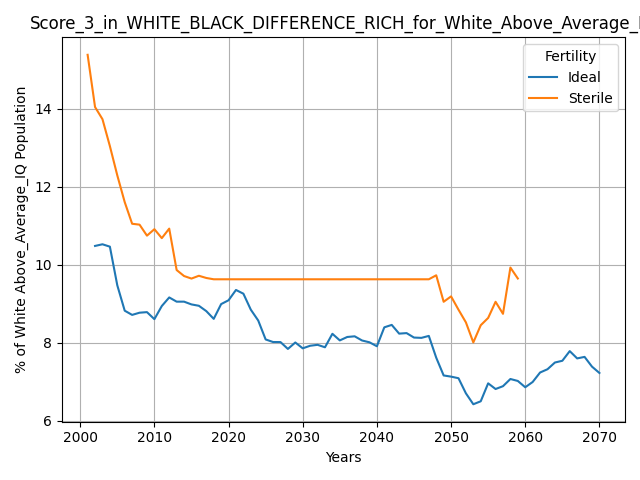 Score_3_in_WHITE_BLACK_DIFFERENCE_RICH_for_White_Above_Average_
Fertility
Ideal
Sterile
% of White Above_Average_IQ Population
14
12
10
8
6
2000 2010 2020 2030 2040 2050 2060 2070
Years